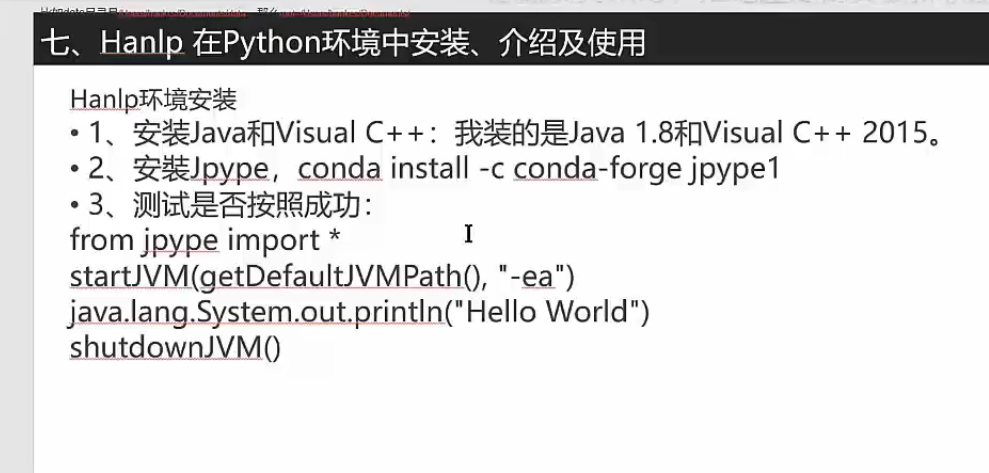 七、Hanlp 在Python环境中安装、介绍及使用
Hanlp环境安装
• 1、安装Java和Visual C++：我装的是Java 1.8和Visual C++ 2015。
• 2、安装Jpype，conda install -c conda-forge jpype1
• 3、测试是否按照成功：
from jpype import *
startJVM(getDefaultJVMPath(), "-ea")
java.lang.System.out.println("Hello World")
shutdownJVM()